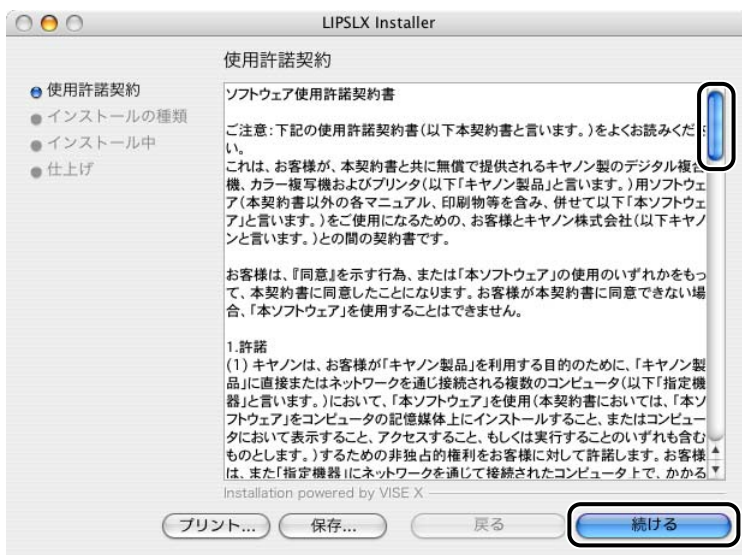 LIPSLX Installer
使用許諾契約
使用許諾契約
インストールの種類
インストール中
仕上げ
ソフトウェア使用許諾契約書
ご注意:下記の使用許諾契約書(以下本契約書と言います。)をよくお読みくだ
い。
これは、お客様が、本契約書と共に無償で提供されるキヤノン製のデジタル複合
機、カラー複写機およびプリンタ(以下「キヤノン製品」と言います。)用ソフトウェ
ア(本契約書以外の各マニュアル、印刷物等を含み、併せて以下「本ソフトウェ
ア」と言います。)をご使用になるための、お客様とキヤノン株式会社(以下キヤノ
ンと言います。)との間の契約書です。
お客様は、『同意』を示す行為、または「本ソフトウェア」の使用のいずれかをもっ
て、本契約書に同意したことになります。お客様が本契約書に同意できない場
合、「本ソフトウェア」を使用することはできません。
1.許諾
(1) キヤノンは、お客様が「キヤノン製品」を利用する目的のために、「キヤノン製
品」に直接またはネットワークを通じ接続される複数のコンピュータ(以下「指定機
器」と言います。)において、「本ソフトウェア」を使用(本契約書においては、「本ソ
フトウェア」をコンピュータの記憶媒体上にインストールすること、またはコンピュー
タにおいて表示すること、アクセスすること、もしくは実行することのいずれも含む
ものとします。)するための非独占的権利をお客様に対して許諾します。お客様
は、また「指定機器」にネットワークを通じて接続されたコンピュータ上で、かかる
Installation powered by VISE X
プリント...
保存...
戻る
続ける